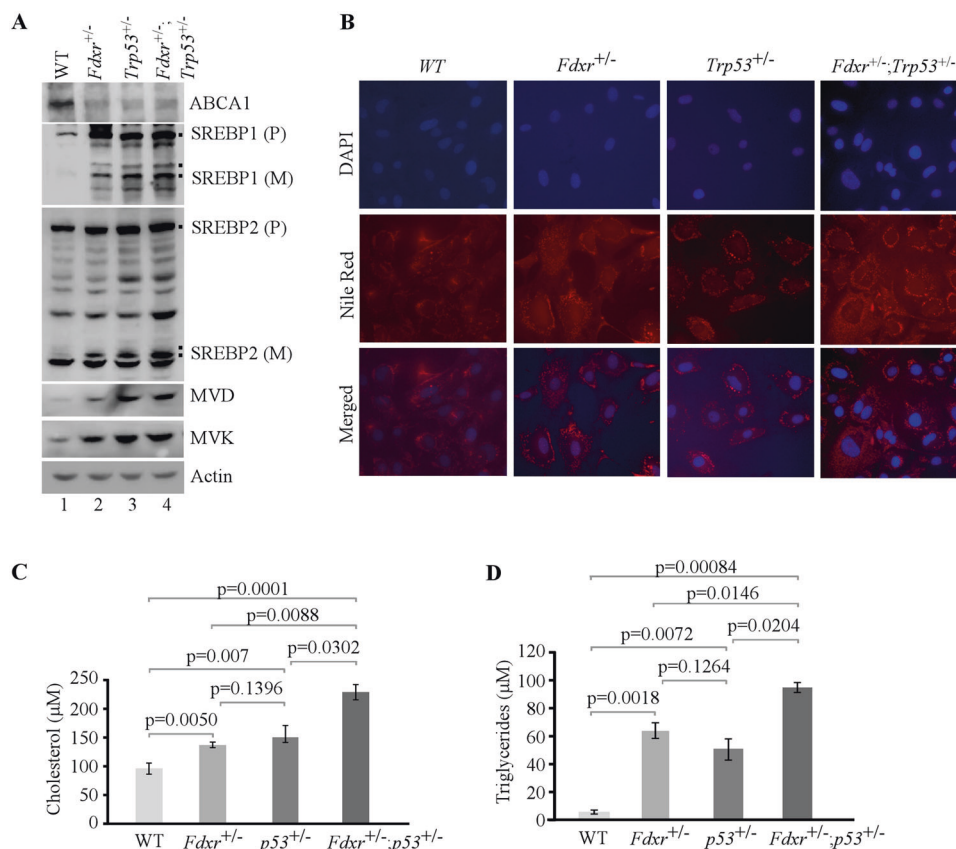 A
WT
Fdxr+/-
Trp53+/-
Fdxr+/-;
Trp53+/-
ABCA1
SREBP1 (P)
SREBP1 (M)
SREBP2 (P)
SREBP2 (M)
MVD
MVK
Actin
1 2 3 4
B
WT Fdxr+/- Trp53+/- Fdxr+/-;Trp53+/-
DAPI
Nile Red
Merged
C
p=0.0001
p=0.0088
p=0.007
p=0.0302
p=0.1396
p=0.0050
Cholesterol (μM)
250
200
150
100
50
0
WT Fdxr+/- p53+/- Fdxr+/-;p53+/-
D
p=0.00084
p=0.0146
p=0.0072
p=0.0204
p=0.1264
p=0.0018
Triglycerides (μM)
120
100
80
60
40
20
0
WT Fdxr+/- p53+/- Fdxr+/-;p53+/-